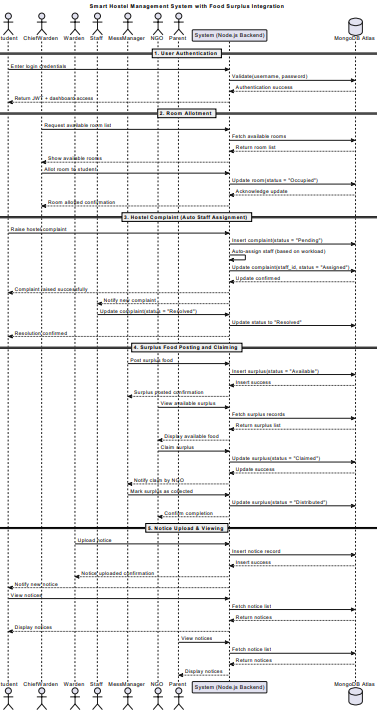 Smart Hostel Management System with Food Surplus Integration
Student ChiefWarden Warden Staff MessManager NGO Parent System (Node.js Backend) MongoDB Atlas
1. User Authentication
Enter login credentials
Validate(username, password)
Authentication success
Return JWT + dashboard access
2. Room Allotment
Request available room list
Fetch available rooms
Return room list
Show available rooms
Allot room to student
Update room(status = "Occupied")
Acknowledge update
Room allotted confirmation
3. Hostel Complaint (Auto Staff Assignment)
Raise hostel complaint
Insert complaint(status = "Pending")
Auto-assign staff (based on workload)
Update complaint(staff_id, status = "Assigned")
Update confirmed
Complaint raised successfully
Notify new complaint
Update complaint(status = "Resolved")
Update status to "Resolved"
Resolution confirmed
4. Surplus Food Posting and Claiming
Post surplus food
Insert surplus(status = "Available")
Insert success
Surplus posted confirmation
View available surplus
Fetch surplus records
Return surplus list
Display available food
Claim surplus
Update surplus(status = "Claimed")
Update success
Notify claim by NGO
Mark surplus as collected
Update surplus(status = "Distributed")
Confirm completion
5. Notice Upload & Viewing
Upload notice
Insert notice record
Insert success
Notice uploaded confirmation
Notify new notice
View notices
Fetch notice list
Return notices
Display notices
View notices
Fetch notice list
Return notices
Display notices
Student ChiefWarden Warden Staff MessManager NGO Parent System (Node.js Backend) MongoDB Atlas